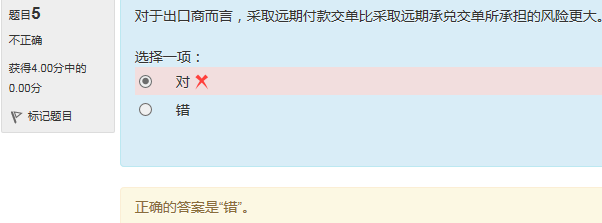 题目5
不正确
获得4.00分中的
0.00分
标记题目
对于出口商而言，采取远期付款交单比采取远期承兑交单所承担的风险更大。
选择一项：
对
错
正确的答案是“错”。